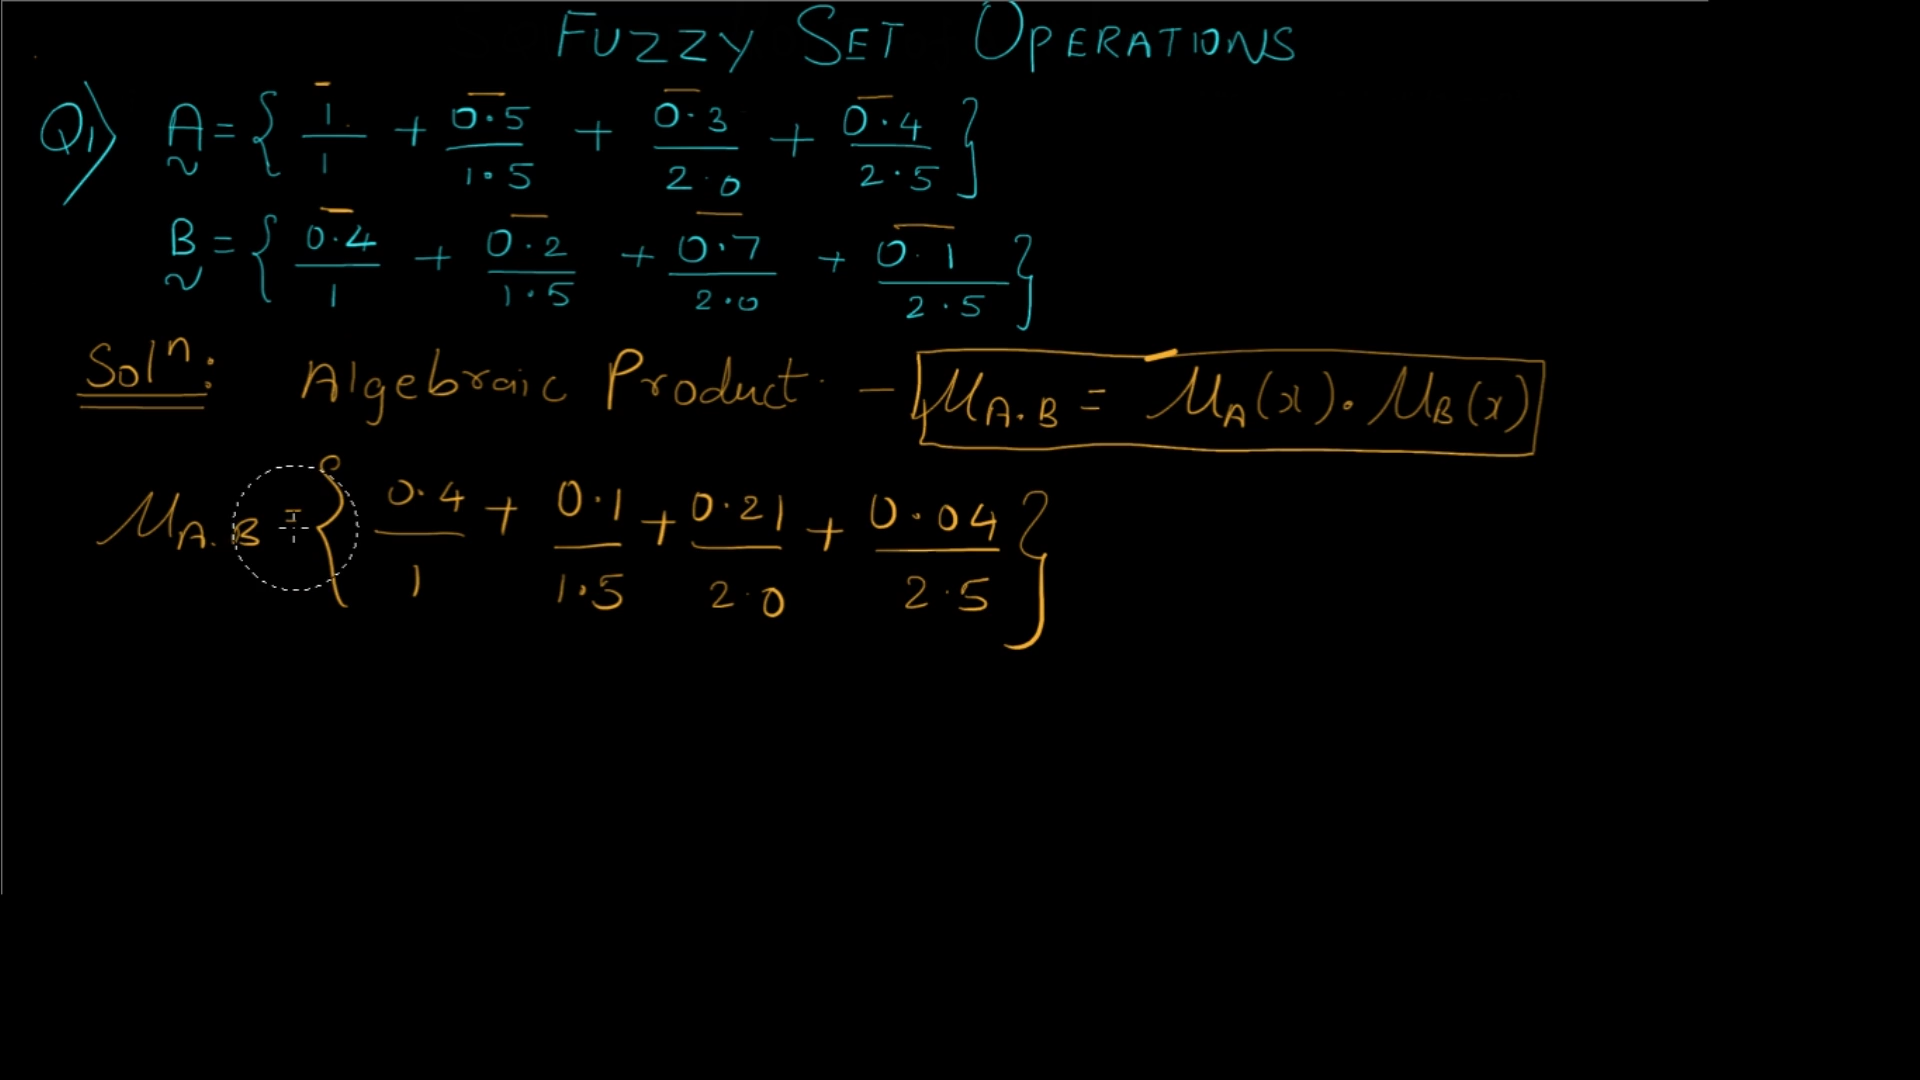 FUZZY SET OPERATIONS
Q1) A = { 1/1 + 0.5/1.5 + 0.3/2.0 + 0.4/2.5 }
B = { 0.4/1 + 0.2/1.5 + 0.7/2.0 + 0.1/2.5 }
Solⁿ: Algebraic Product - μA.B = μA(x) . μB(x)
μA.B = { 0.4/1 + 0.1/1.5 + 0.21/2.0 + 0.04/2.5 }